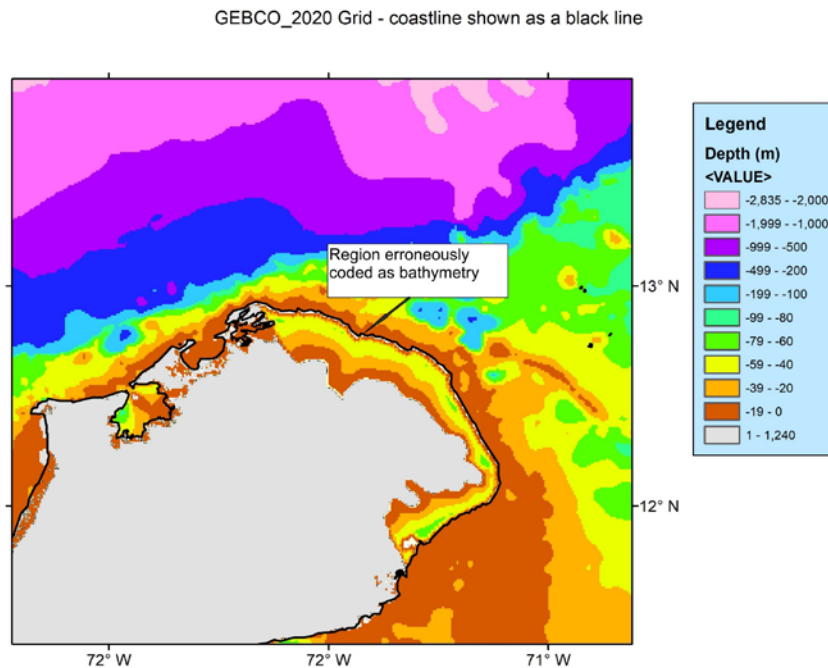 GEBCO_2020 Grid - coastline shown as a black line
Region erroneously
coded as bathymetry
13° N
12° N
72° W
72° W
71° W
Legend
Depth (m)
<VALUE>
-2,835 - -2,000
-1,999 - -1,000
-999 - -500
-499 - -200
-199 - -100
-99 - -80
-79 - -60
-59 - -40
-39 - -20
-19 - 0
1 - 1,240